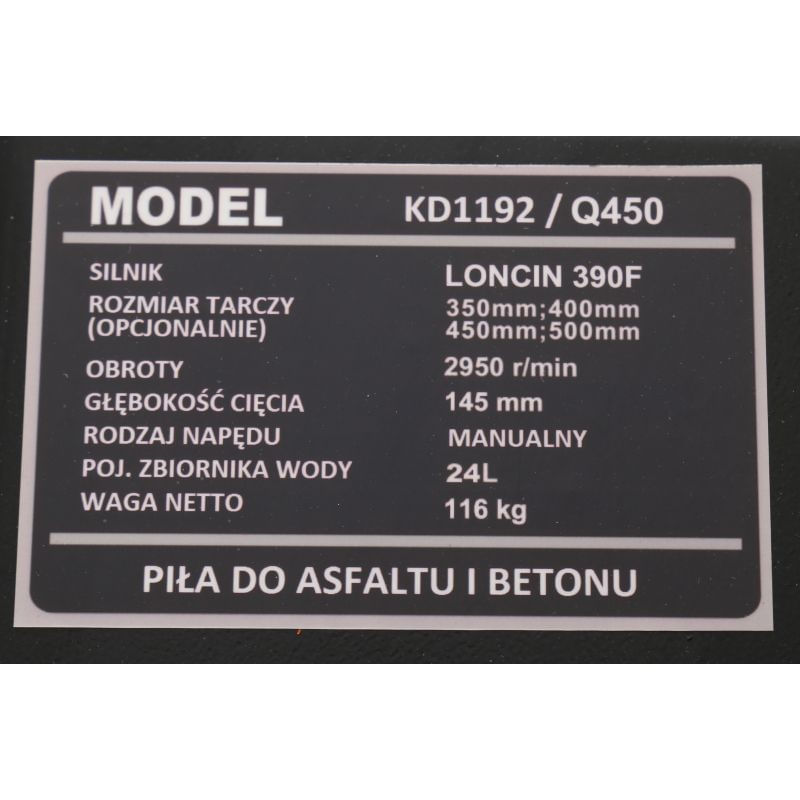 MODEL KD1192 / Q450
SILNIK LONCIN 390F
ROZMIAR TARCZY 350mm;400mm
(OPCJONALNIE) 450mm;500mm
OBROTY 2950 r/min
GŁĘBOKOŚĆ CIĘCIA 145 mm
RODZAJ NAPĘDU MANUALNY
POJ. ZBIORNIKA WODY 24L
WAGA NETTO 116 kg
PIŁA DO ASFALTU I BETONU